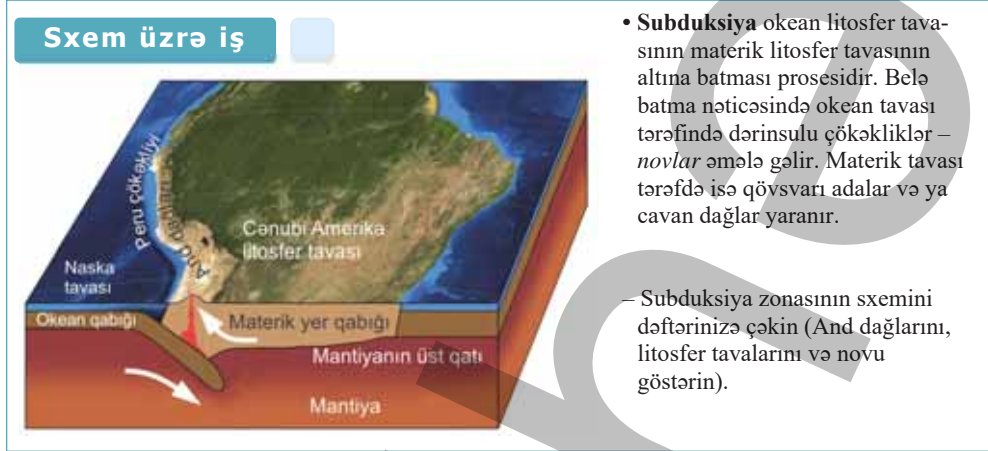 Sxem üzrə iş
Peru çökəkliyi
And dağları
Cənubi Amerika
litosfer tavası
Naska
tavası
Okean qabığı
Materik yer qabığı
Mantiyanın üst qatı
Mantiya
• Subduksiya okean litosfer tava-
sının materik litosfer tavasının
altına batması prosesidir. Belə
batma nəticəsində okean tavası
tərəfində dərinsulu çökəkliklər –
novlar əmələ gəlir. Materik tavası
tərəfdə isə qövsvarı adalar və ya
cavan dağlar yaranır.
– Subduksiya zonasının sxemini
dəftərinizə çəkin (And dağlarını,
litosfer tavalarını və novu
göstərin).